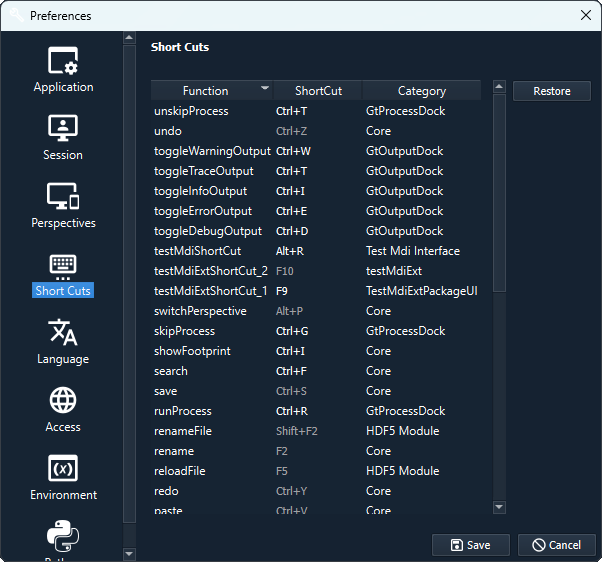 Preferences
Application
Session
Perspectives
Short Cuts
Language
Access
Environment
Short Cuts
Function ShortCut Category
unskipProcess Ctrl+T GtProcessDock
undo Ctrl+Z Core
toggleWarningOutput Ctrl+W GtOutputDock
toggleTraceOutput Ctrl+T GtOutputDock
toggleInfoOutput Ctrl+I GtOutputDock
toggleErrorOutput Ctrl+E GtOutputDock
toggleDebugOutput Ctrl+D GtOutputDock
testMdiShortCut Alt+R Test Mdi Interface
testMdiExtShortCut_2 F10 testMdiExt
testMdiExtShortCut_1 F9 TestMdiExtPackageUI
switchPerspective Alt+P Core
skipProcess Ctrl+G GtProcessDock
showFootprint Ctrl+I Core
search Ctrl+F Core
save Ctrl+S Core
runProcess Ctrl+R GtProcessDock
renameFile Shift+F2 HDF5 Module
rename F2 Core
reloadFile F5 HDF5 Module
redo Ctrl+Y Core
paste Ctrl+V Core
Restore
Save Cancel